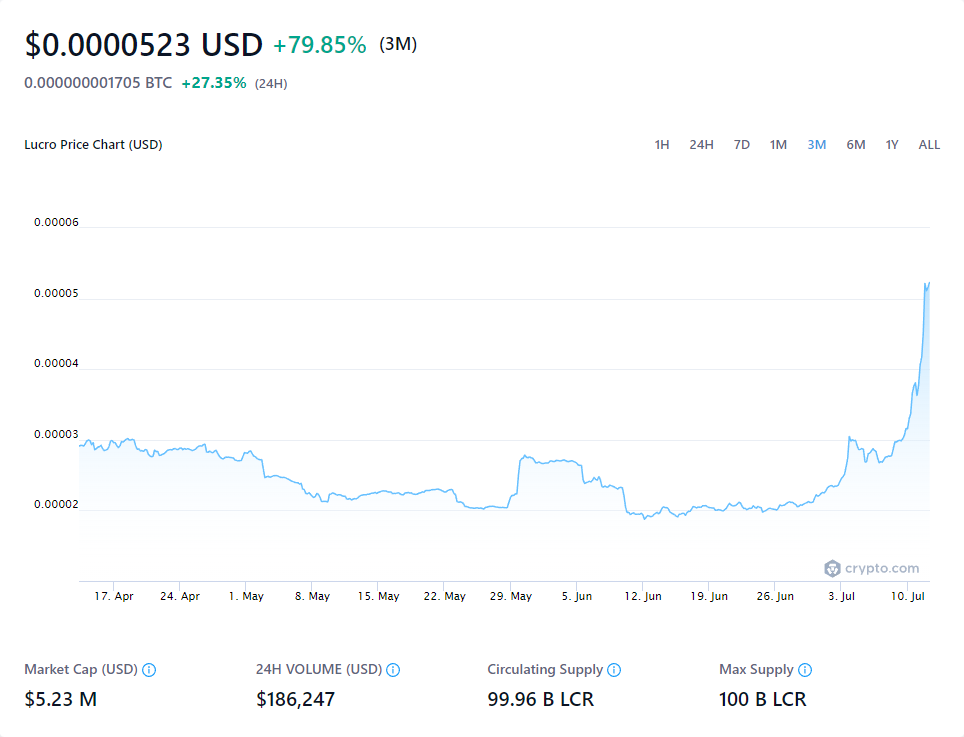 $0.0000523 USD +79.85% (3M)
0.000000001705 BTC +27.35% (24H)
Lucro Price Chart (USD) 1H 24H 7D 1M 3M 6M 1Y ALL
0.00006
0.00005
0.00004
0.00003
0.00002
crypto.com
17. Apr 24. Apr 1. May 8. May 15. May 22. May 29. May 5. Jun 12. Jun 19. Jun 26. Jun 3. Jul 10. Jul
Market Cap (USD) 24H VOLUME (USD) Circulating Supply Max Supply
$5.23 M $186,247 99.96 B LCR 100 B LCR